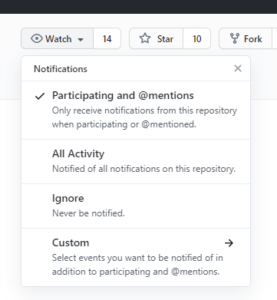 Watch 14 Star 10 Fork
Notifications
Participating and @mentions
Only receive notifications from this repository
when participating or @mentioned.
All Activity
Notified of all notifications on this repository.
Ignore
Never be notified.
Custom
Select events you want to be notified of in
addition to participating and @mentions.